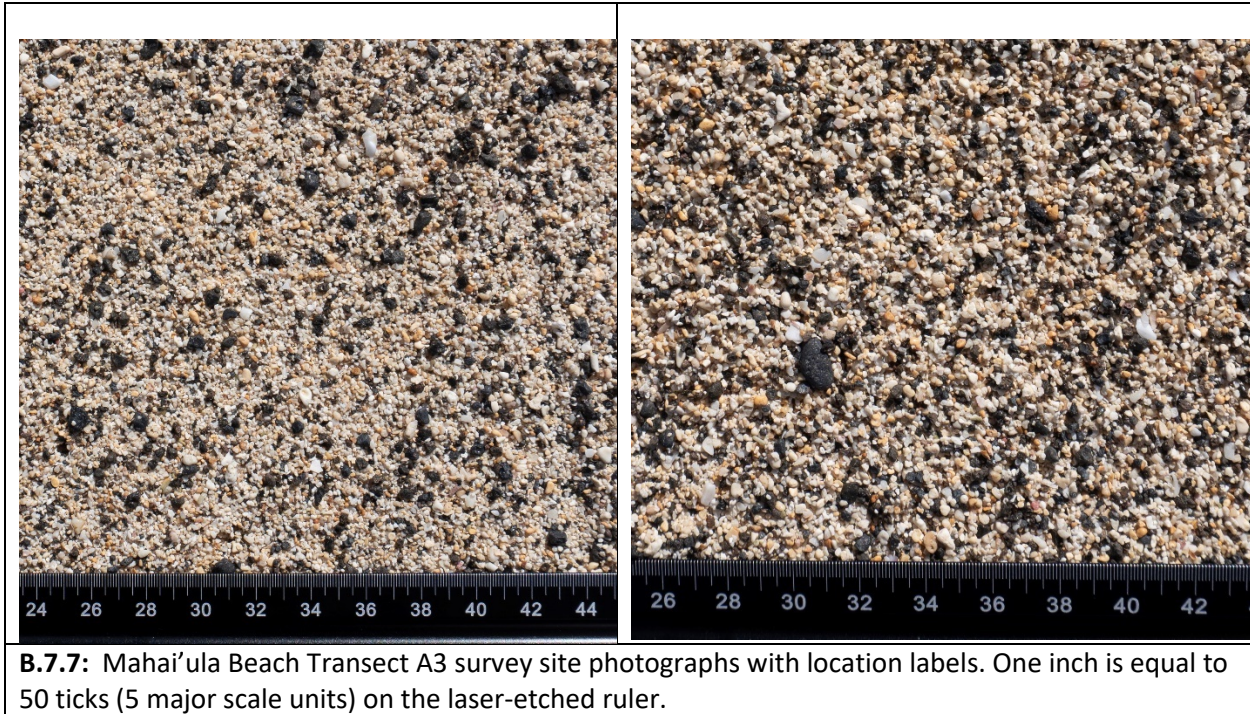 24 26 28 30 32 34 36 38 40 42 44
26 28 30 32 34 36 38 40 42
B.7.7: Mahai’ula Beach Transect A3 survey site photographs with location labels. One inch is equal to
50 ticks (5 major scale units) on the laser-etched ruler.